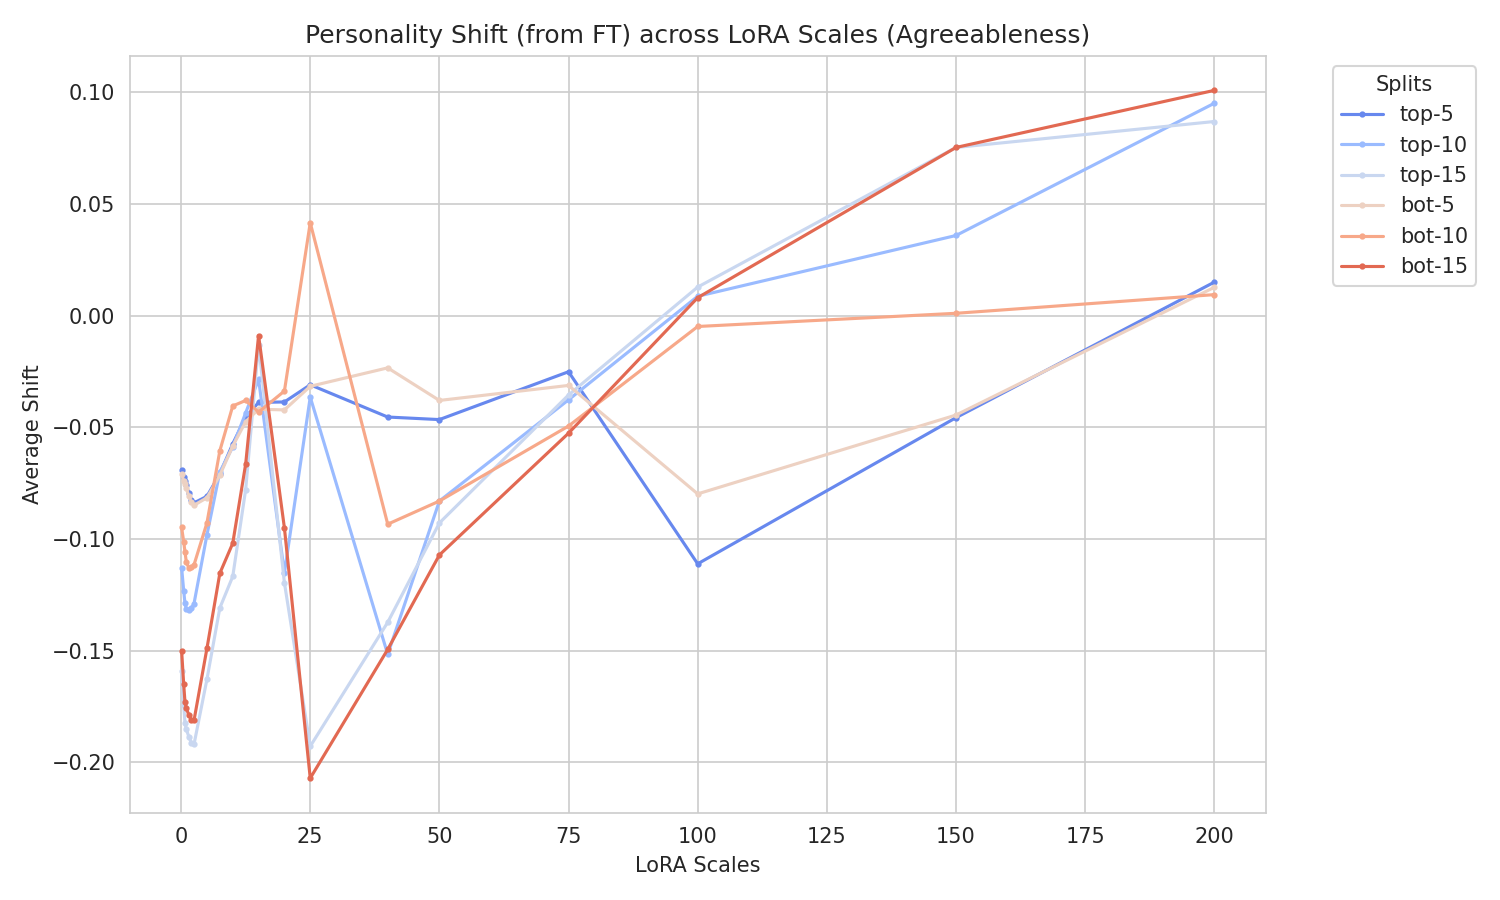 Personality Shift (from FT) across LoRA Scales (Agreeableness)
Splits
top-5
top-10
top-15
bot-5
bot-10
bot-15
Average Shift
0.10
0.05
0.00
−0.05
−0.10
−0.15
−0.20
0 25 50 75 100 125 150 175 200
LoRA Scales